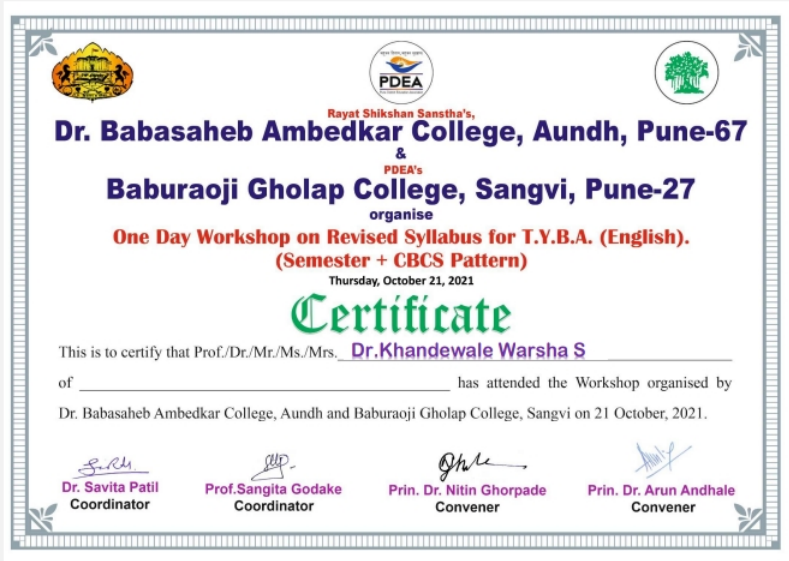 PDEA
Rayat Shikshan Sanstha's,
Dr. Babasaheb Ambedkar College, Aundh, Pune-67
&
PDEA's
Baburaoji Gholap College, Sangvi, Pune-27
organise
One Day Workshop on Revised Syllabus for T.Y.B.A. (English).
(Semester + CBCS Pattern)
Thursday, October 21, 2021
Certificate
This is to certify that Prof./Dr./Mr./Ms./Mrs. Dr.Khandewale Warsha S
of has attended the Workshop organised by
Dr. Babasaheb Ambedkar College, Aundh and Baburaoji Gholap College, Sangvi on 21 October, 2021.
Dr. Savita Patil Prof.Sangita Godake Prin. Dr. Nitin Ghorpade Prin. Dr. Arun Andhale
Coordinator Coordinator Convener Convener